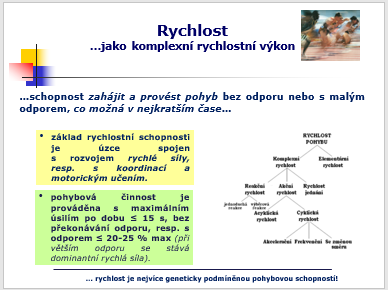 Rychlost
...jako komplexní rychlostní výkon
...schopnost zahájit a provést pohyb bez odporu nebo s malým
odporem, co možná v nejkratším čase...
• základ rychlostní schopnosti
je úzce spojen
s rozvojem rychlé síly,
resp. s koordinací a
motorickým učením.
• pohybová činnost je
prováděna s maximálním
úsilím po dobu ≤ 15 s, bez
překonávání odporu, resp. s
odporem ≤ 20-25 % max (při
větším odporu se stává
dominantní rychlá síla).
RYCHLOST
POHYBU
Komplexní
rychlost
Elementární
rychlost
Reakční
rychlost
Akční
rychlost
Rychlost
jednání
jednoduchá
reakce
výběrová
reakce
Acyklická
rychlost
Cyklická
rychlost
Akcelerační
Frekvenční
Se změnou
směru
... rychlost je nejvíce geneticky podmíněnou pohybovou schopností!